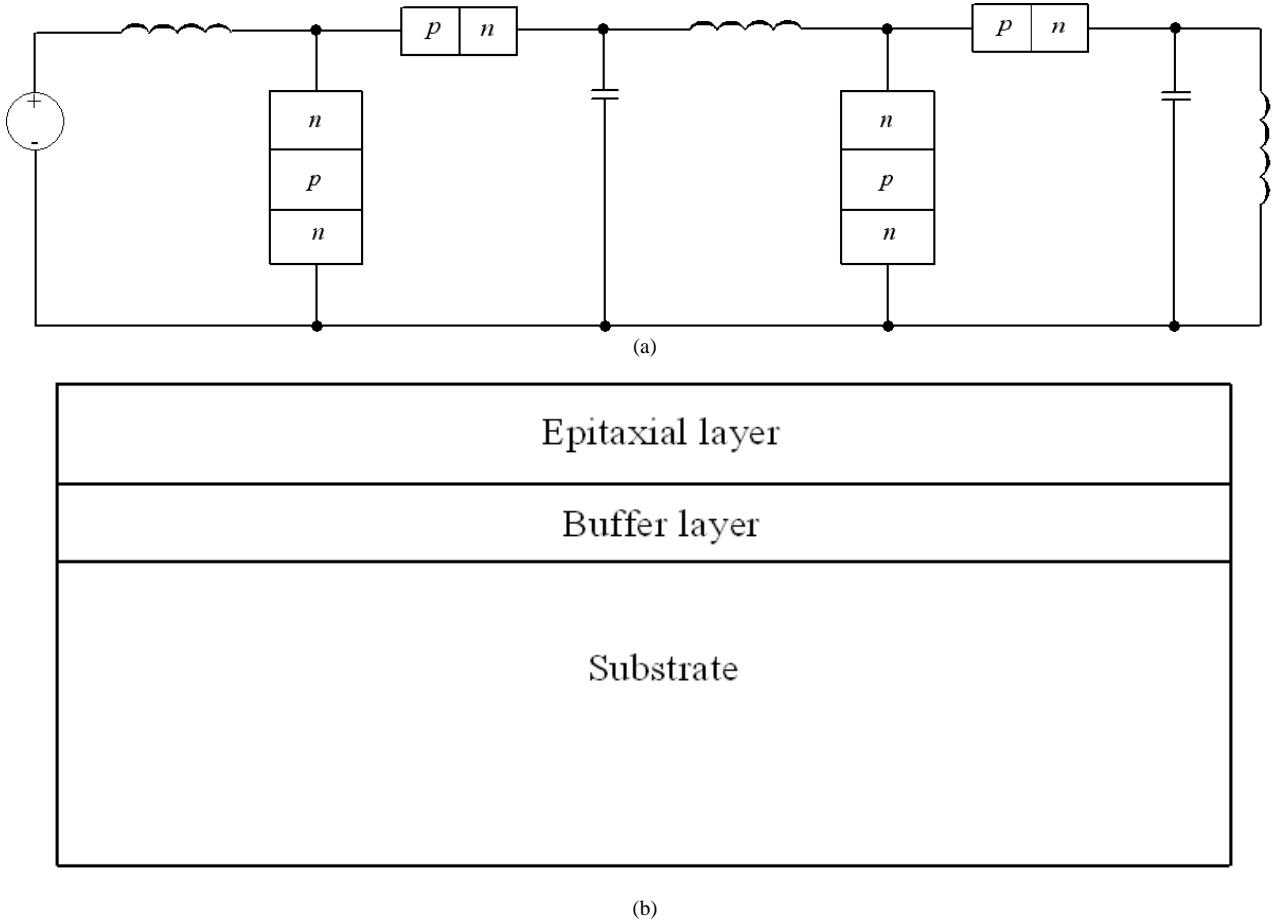 p n p n
+
-
n n
p p
n n
(a)
Epitaxial layer
Buffer layer
Substrate
(b)